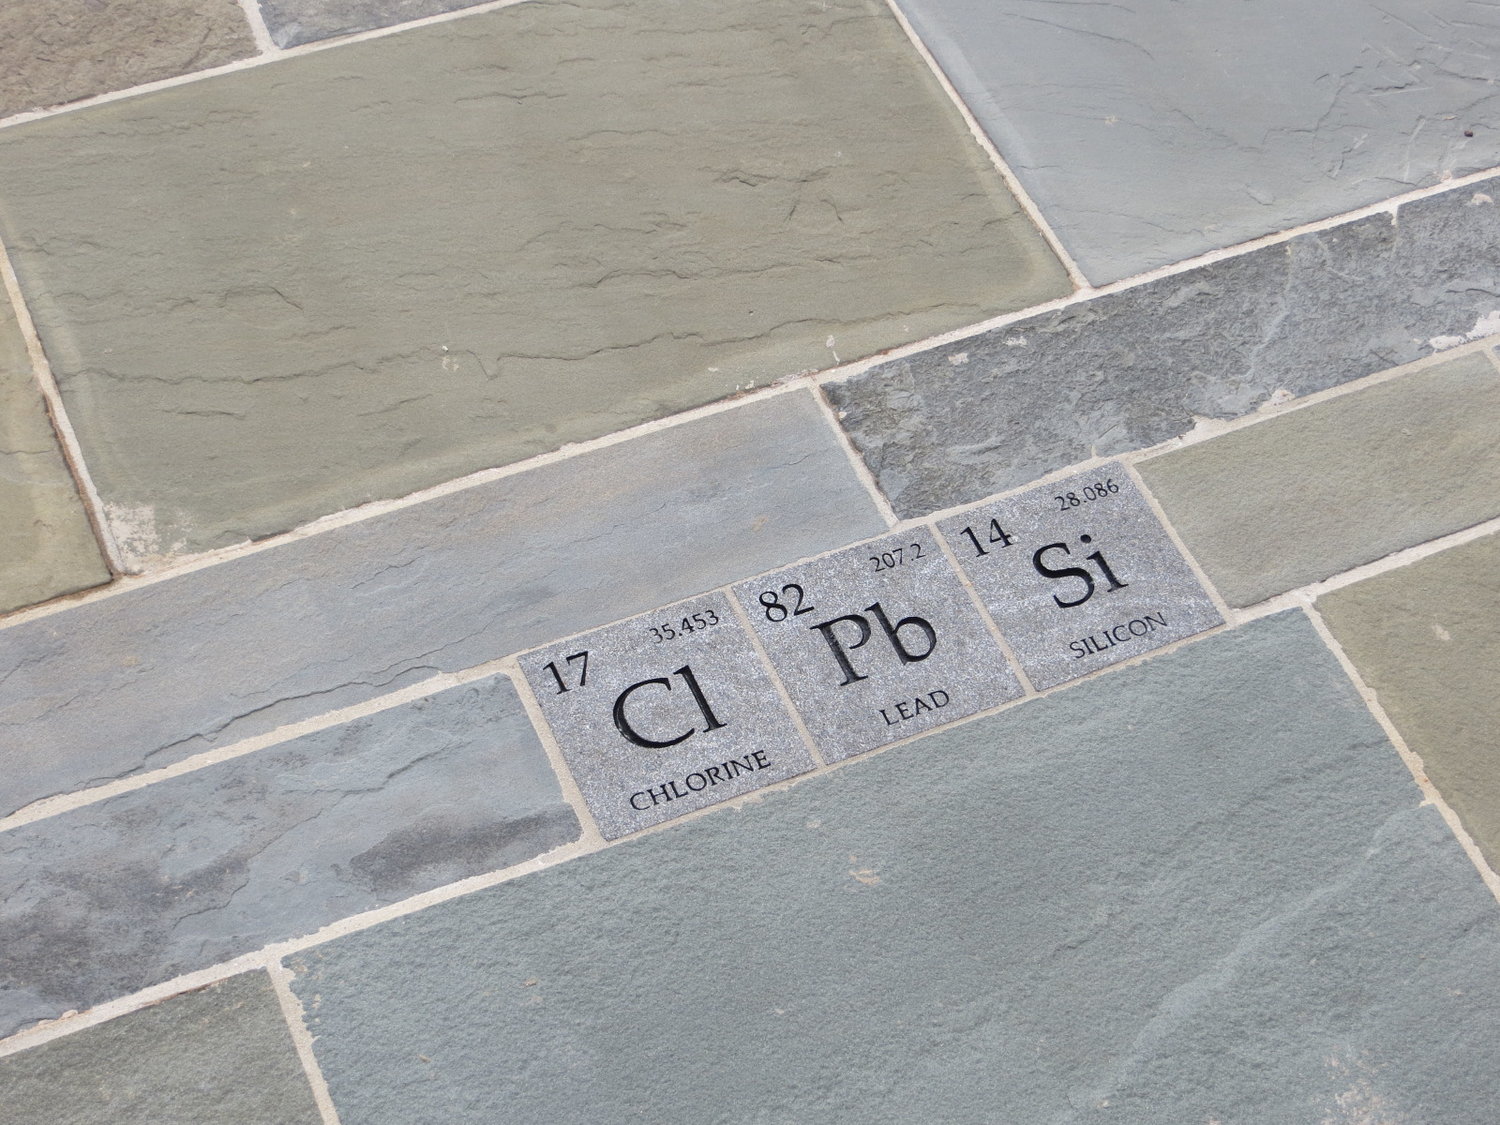 17 35.453
Cl
CHLORINE
82 207.2
Pb
LEAD
14 28.086
Si
SILICON